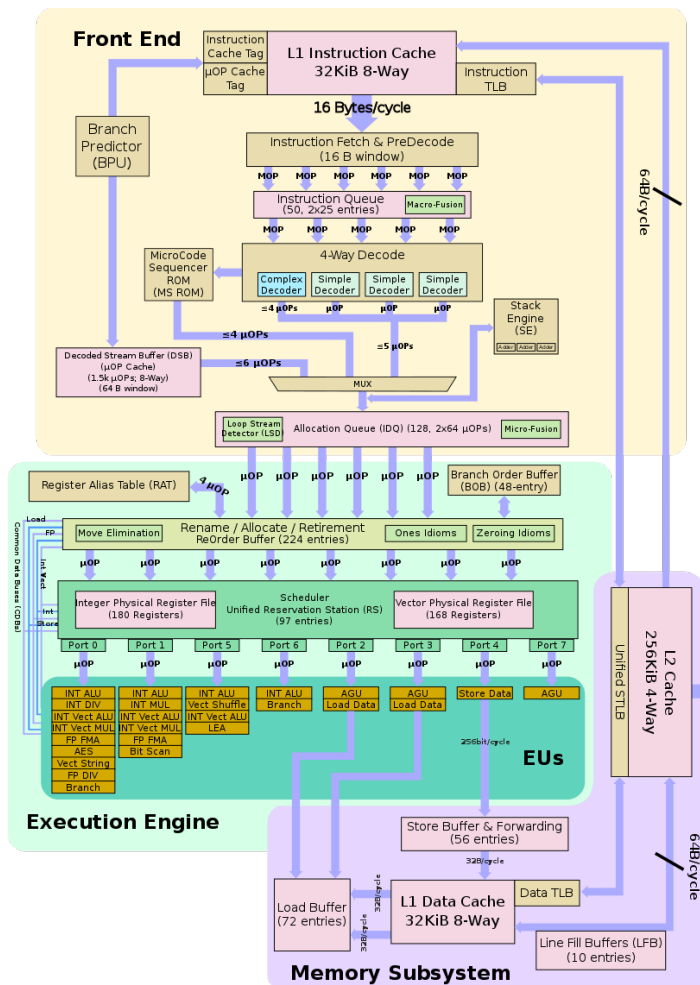 Front End
Instruction
Cache Tag
µOP Cache
Tag
L1 Instruction Cache
32KiB 8-Way
Instruction
TLB
16 Bytes/cycle
Branch
Predictor
(BPU)
Instruction Fetch & PreDecode
(16 B window)
MOP MOP MOP MOP MOP MOP
Instruction Queue
(50, 2x25 entries)
Macro-Fusion
MOP MOP MOP MOP MOP
64B/cycle
MicroCode
Sequencer
ROM
(MS ROM)
4-Way Decode
Complex
Decoder
Simple
Decoder
Simple
Decoder
Simple
Decoder
≤4 µOPs µOP µOP µOP
Stack
Engine
(SE)
Adder Adder Adder
≤4 µOPs
≤5 µOPs
Decoded Stream Buffer (DSB)
(µOP Cache)
(1.5k µOPs; 8-Way)
(64 B window)
≤6 µOPs
MUX
Loop Stream
Detector (LSD)
Allocation Queue (IDQ) (128, 2x64 µOPs)
Micro-Fusion
Register Alias Table (RAT)
4 µOP
µOP µOP µOP µOP µOP µOP
Branch Order Buffer
(BOB) (48-entry)
Common Data Buses (CDBs)
Load
FP
Int Vect
Int
Store
Move Elimination
Rename / Allocate / Retirement
ReOrder Buffer (224 entries)
Ones Idioms
Zeroing Idioms
µOP µOP µOP µOP µOP µOP µOP µOP
Integer Physical Register File
(180 Registers)
Scheduler
Unified Reservation Station (RS)
(97 entries)
Vector Physical Register File
(168 Registers)
Port 0 Port 1 Port 5 Port 6 Port 2 Port 3 Port 4 Port 7
µOP µOP µOP µOP µOP µOP µOP µOP
INT ALU
INT DIV
INT Vect ALU
INT Vect MUL
FP FMA
AES
Vect String
FP DIV
Branch
INT ALU
INT MUL
INT Vect ALU
INT Vect MUL
FP FMA
Bit Scan
INT ALU
Vect Shuffle
INT Vect ALU
LEA
INT ALU
Branch
AGU
Load Data
AGU
Load Data
Store Data
AGU
256bit/cycle
EUs
Execution Engine
Unified STLB
L2 Cache
256KiB 4-Way
Store Buffer & Forwarding
(56 entries)
32B/cycle
64B/cycle
Load Buffer
(72 entries)
32B/cycle
32B/cycle
L1 Data Cache
32KiB 8-Way
Data TLB
Line Fill Buffers (LFB)
(10 entries)
Memory Subsystem